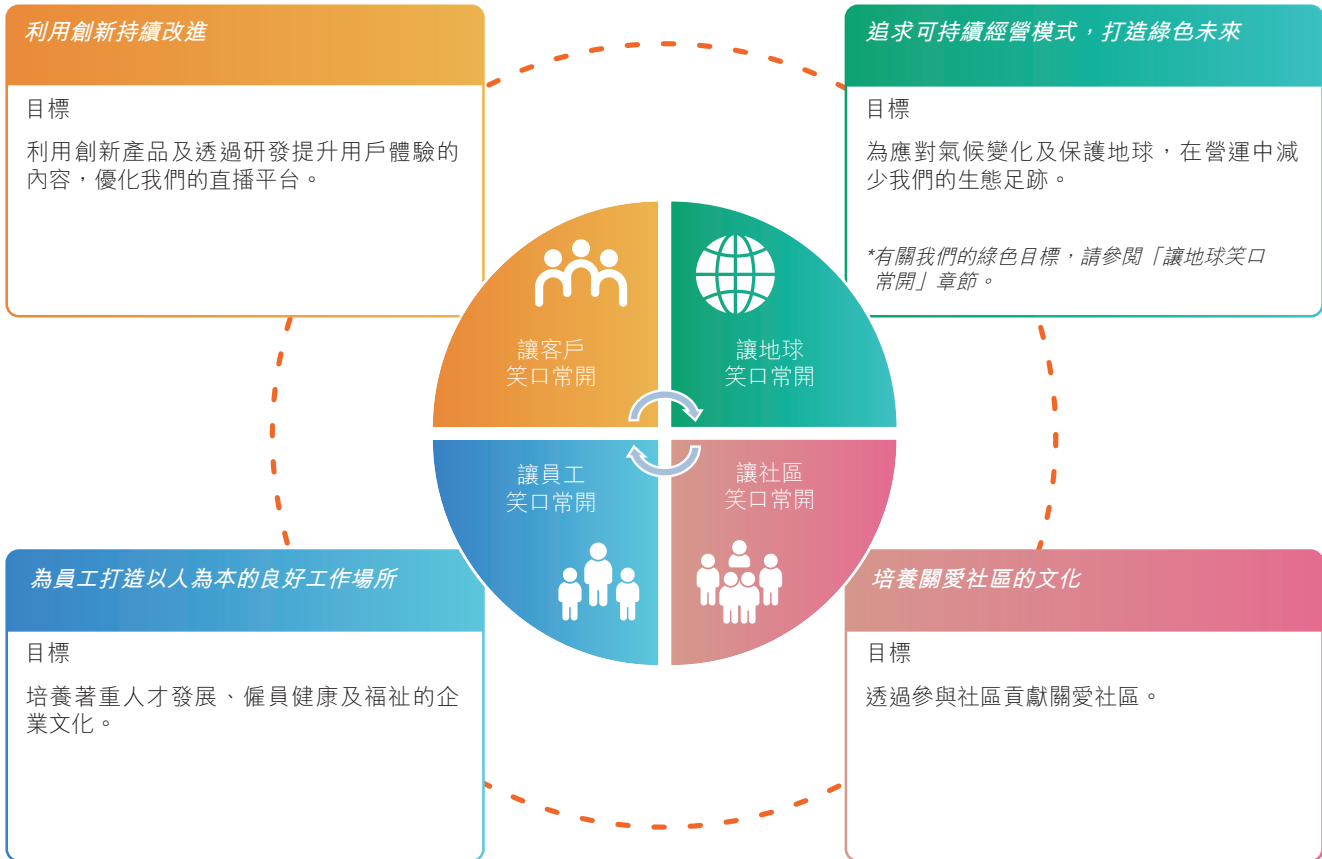 利用創新持續改進
目標
利用創新產品及透過研發提升用戶體驗的
內容，優化我們的直播平台。
追求可持續經營模式，打造綠色未來
目標
為應對氣候變化及保護地球，在營運中減
少我們的生態足跡。
*有關我們的綠色目標，請參閱「讓地球笑口
常開」章節。
讓客戶
笑口常開
讓地球
笑口常開
讓員工
笑口常開
讓社區
笑口常開
為員工打造以人為本的良好工作場所
目標
培養著重人才發展、僱員健康及福祉的企
業文化。
培養關愛社區的文化
目標
透過參與社區貢獻關愛社區。